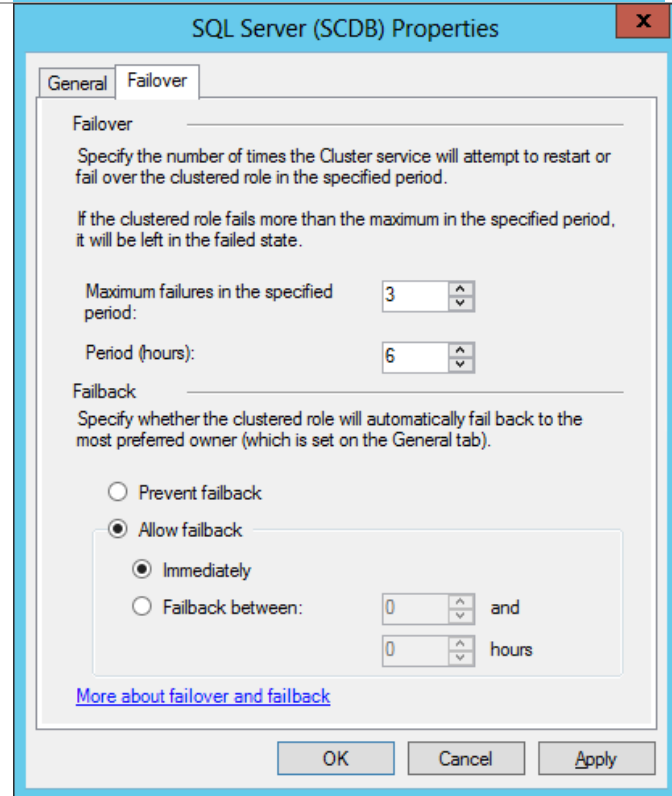 SQL Server (SCDB) Properties
x
General
Failover
Failover
Specify the number of times the Cluster service will attempt to restart or
fail over the clustered role in the specified period.
If the clustered role fails more than the maximum in the specified period,
it will be left in the failed state.
Maximum failures in the specified
period:
3
Period (hours):
6
Failback
Specify whether the clustered role will automatically fail back to the
most preferred owner (which is set on the General tab).
Prevent failback
Allow failback
Immediately
Failback between:
0
and
0
hours
More about failover and failback
OK
Cancel
Apply